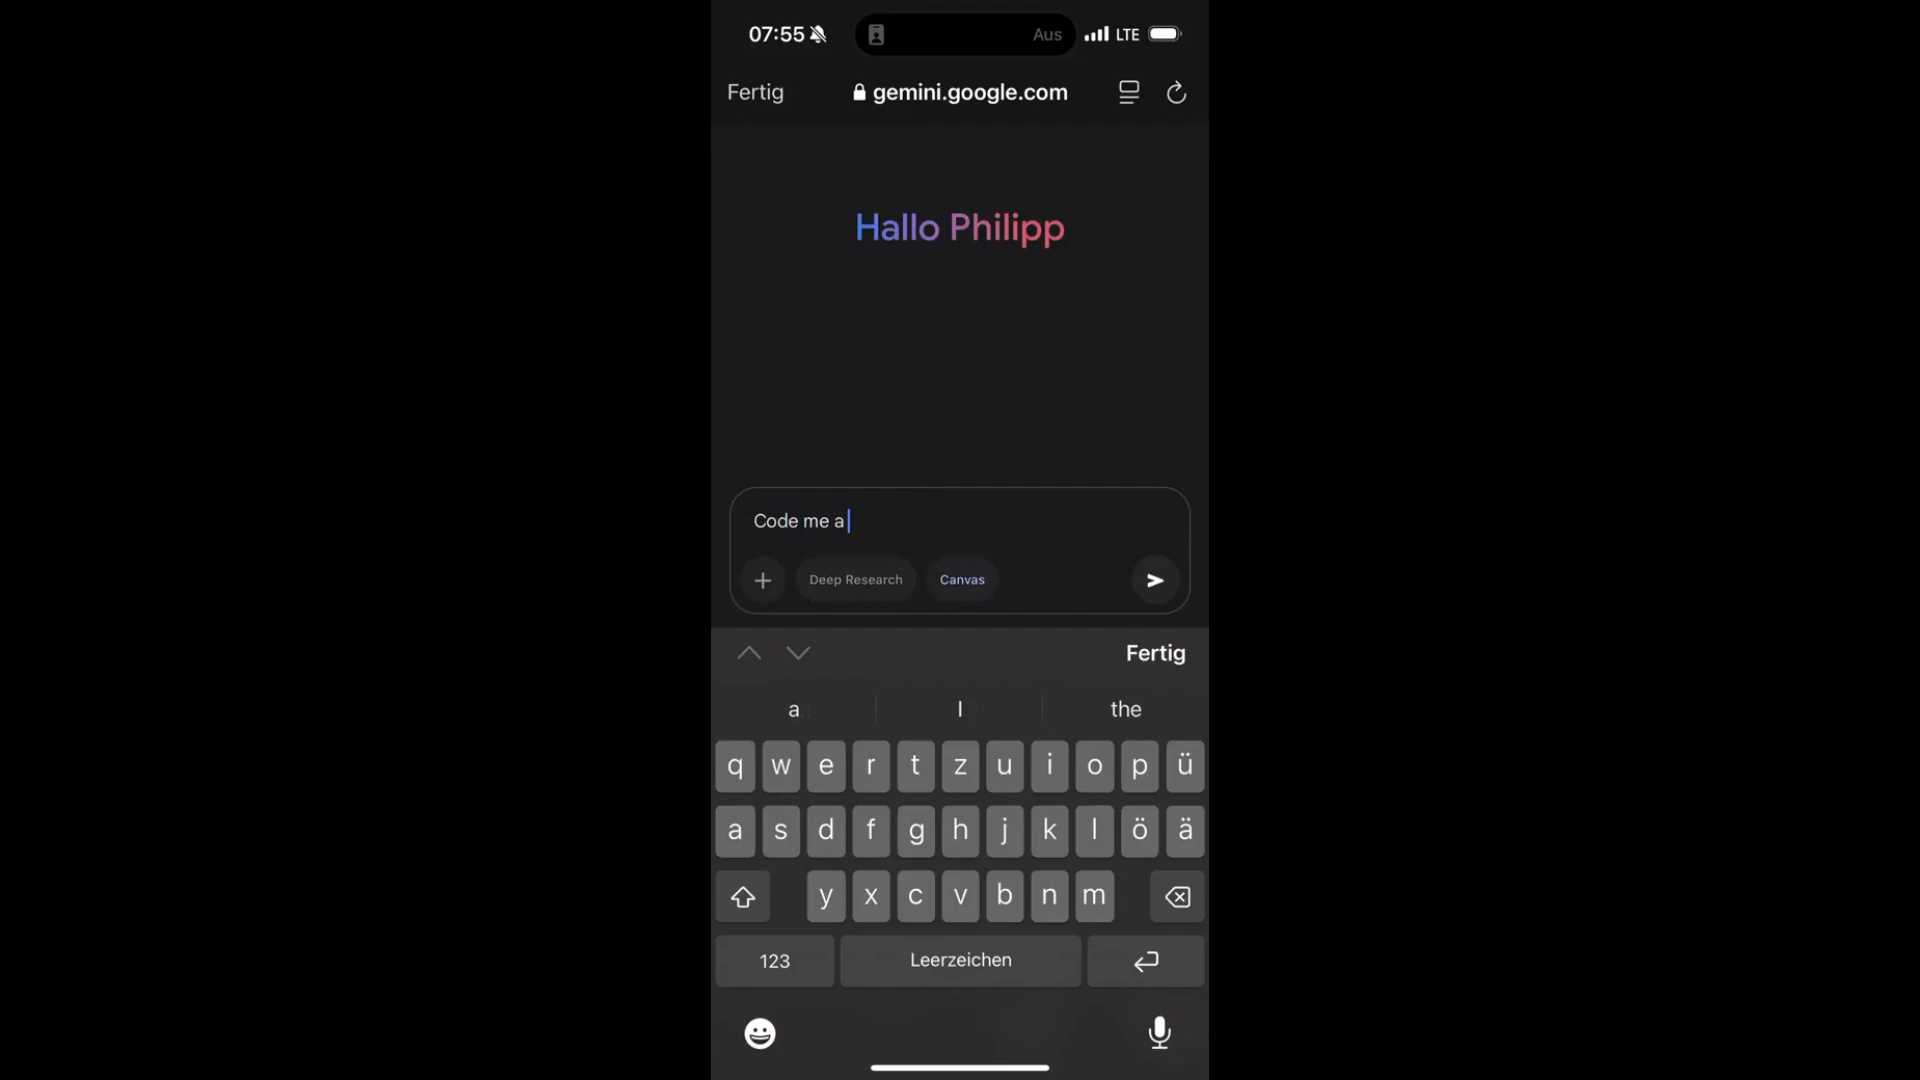 07:55 Aus LTE
Fertig gemini.google.com
Hallo Philipp
Code me a
Deep Research Canvas
Fertig
a I the
q w e r t z u i o p ü
a s d f g h j k l ö ä
y x c v b n m
123 Leerzeichen